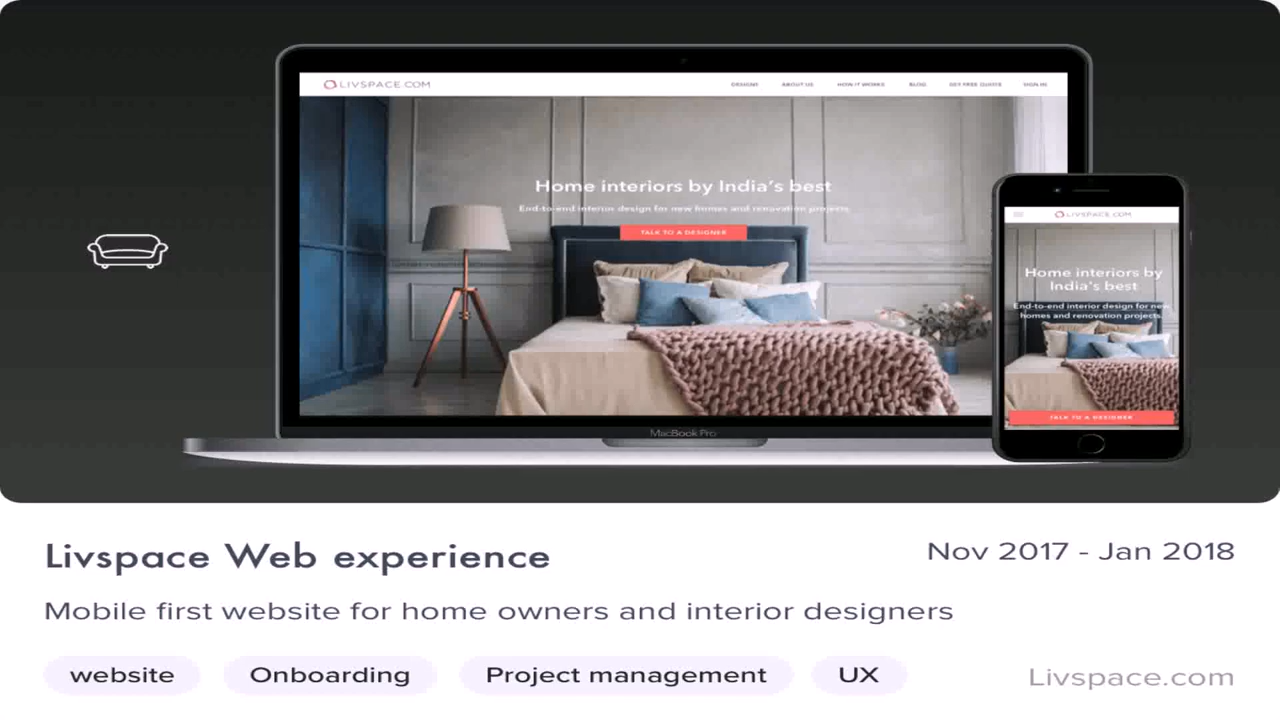 LIVSPACE.COM
DESIGNS ABOUT US HOW IT WORKS BLOG GET FREE QUOTE SIGN IN
Home interiors by India's best
End-to-end interior design for new homes and renovation projects
TALK TO A DESIGNER
MacBook Pro
LIVSPACE.COM
Home interiors by
India's best
End-to-end interior design for new
homes and renovation projects
TALK TO A DESIGNER
Livspace Web experience
Nov 2017 - Jan 2018
Mobile first website for home owners and interior designers
website Onboarding Project management UX
Livspace.com